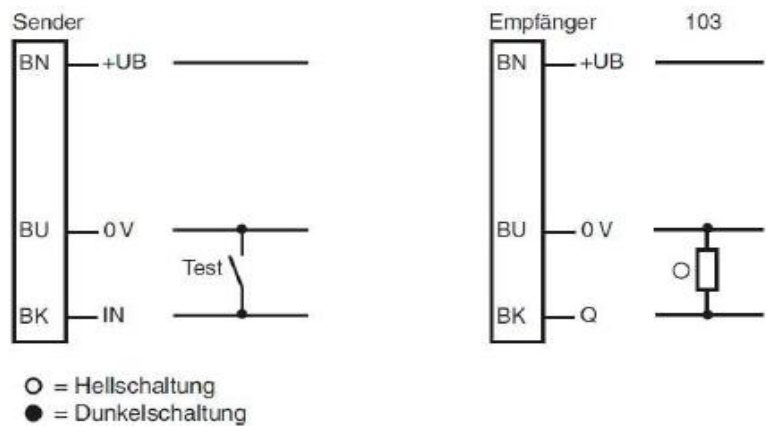 Sender
BN +UB
BU 0 V
Test
BK IN
Empfänger 103
BN +UB
BU 0 V
BK Q
= Hellschaltung
= Dunkelschaltung